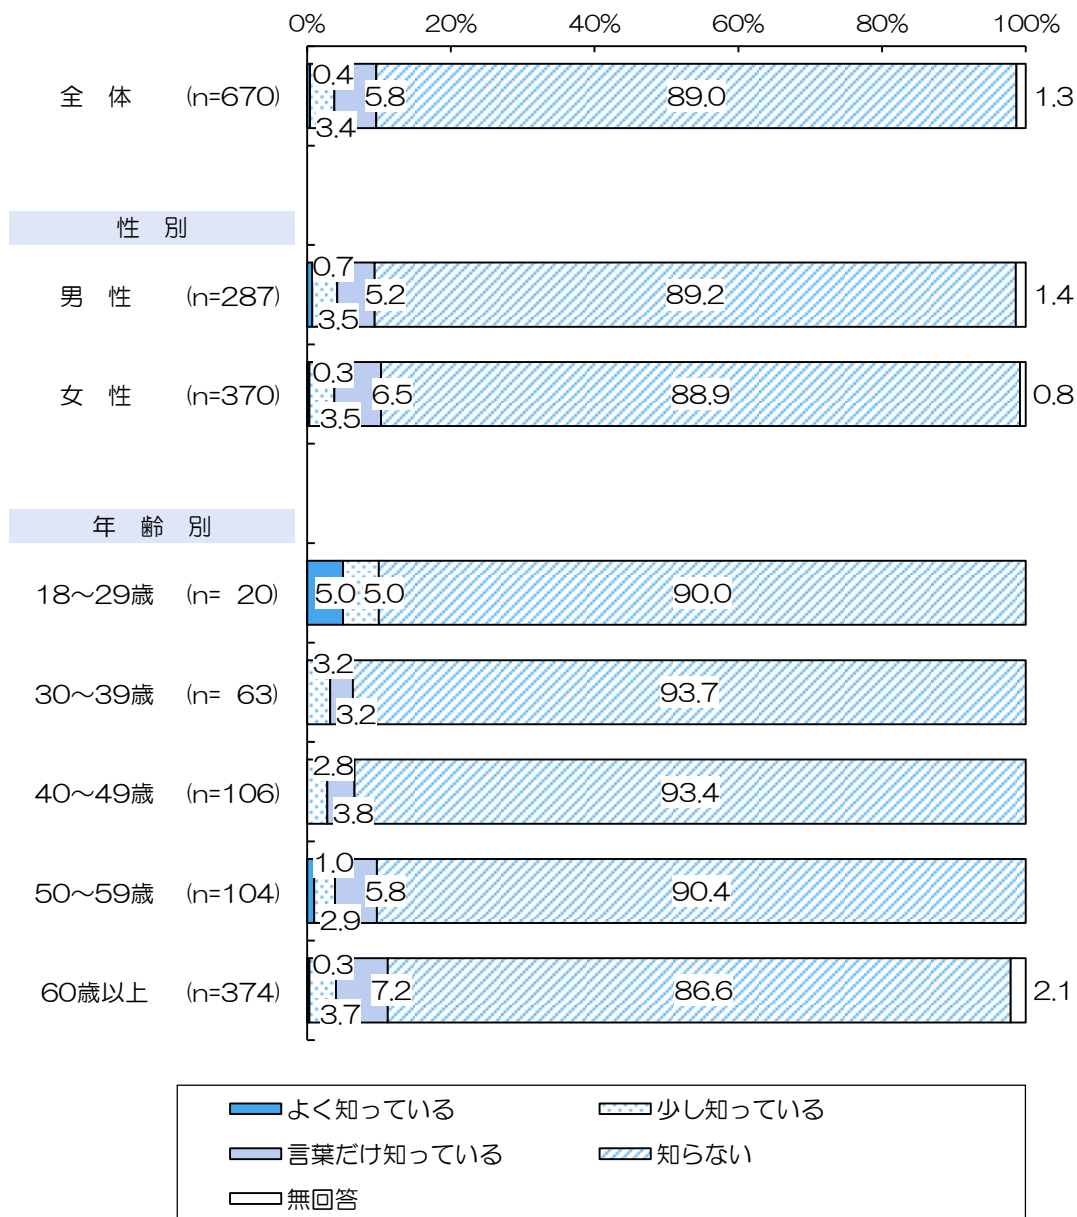 0% 20% 40% 60% 80% 100%
全 体 (n=670) 0.4 3.4 5.8 89.0 1.3
性 別
男 性 (n=287) 0.7 3.5 5.2 89.2 1.4
女 性 (n=370) 0.3 3.5 6.5 88.9 0.8
年 齢 別
18～29歳 (n= 20) 5.0 5.0 90.0
30～39歳 (n= 63) 3.2 3.2 93.7
40～49歳 (n=106) 2.8 3.8 93.4
50～59歳 (n=104) 1.0 2.9 5.8 90.4
60歳以上 (n=374) 0.3 3.7 7.2 86.6 2.1
よく知っている 少し知っている
言葉だけ知っている 知らない
無回答